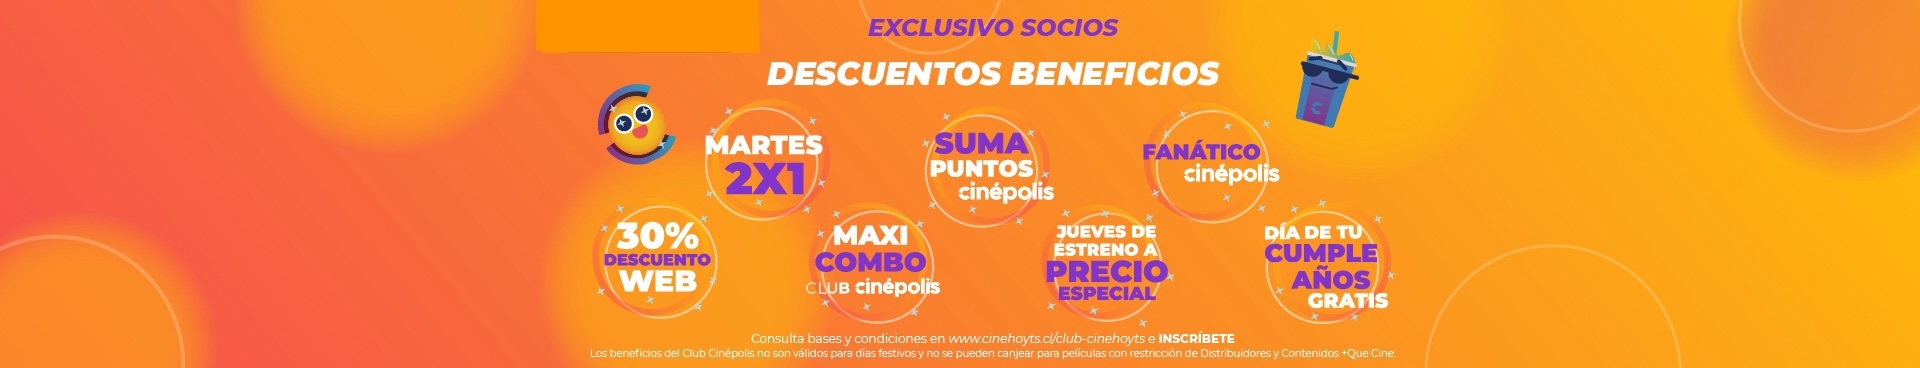 EXCLUSIVO SOCIOS
DESCUENTOS BENEFICIOS
MARTES
2X1
SUMA
PUNTOS
cinépolis
FANÁTICO
cinépolis
30%
DESCUENTO
WEB
MAXI
COMBO
CLUB cinépolis
JUEVES DE
ESTRENO A
PRECIO
ESPECIAL
DÍA DE TU
CUMPLE
AÑOS
GRATIS
Consulta bases y condiciones en www.cinehoyts.cl/club-cinehoyts e INSCRÍBETE
Los beneficios del Club Cinépolis no son válidos para días festivos y no se pueden canjear para películas con restricción de Distribuidores y Contenidos +Que Cine.